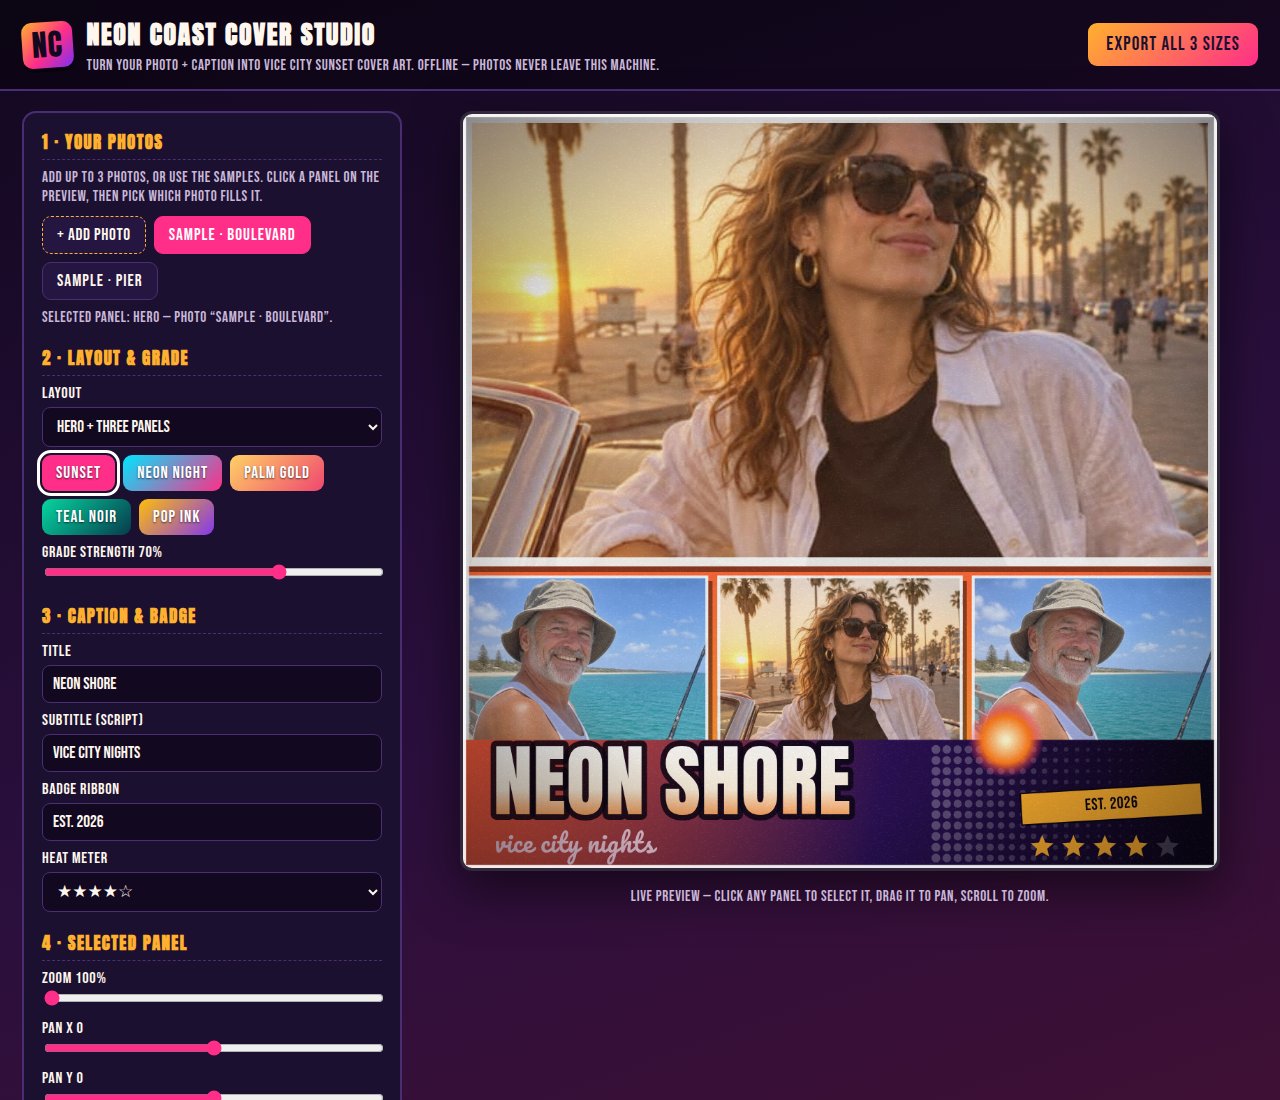 NC
NEON COAST COVER STUDIO
TURN YOUR PHOTO + CAPTION INTO VICE CITY SUNSET COVER ART. OFFLINE — PHOTOS NEVER LEAVE THIS MACHINE.
EXPORT ALL 3 SIZES
1 · YOUR PHOTOS
ADD UP TO 3 PHOTOS, OR USE THE SAMPLES. CLICK A PANEL ON THE
PREVIEW, THEN PICK WHICH PHOTO FILLS IT.
+ ADD PHOTO
SAMPLE · BOULEVARD
SAMPLE · PIER
SELECTED PANEL: HERO — PHOTO “SAMPLE · BOULEVARD”.
2 · LAYOUT & GRADE
LAYOUT
HERO + THREE PANELS
SUNSET
NEON NIGHT
PALM GOLD
TEAL NOIR
POP INK
GRADE STRENGTH 70%
3 · CAPTION & BADGE
TITLE
NEON SHORE
SUBTITLE (SCRIPT)
VICE CITY NIGHTS
BADGE RIBBON
EST. 2026
HEAT METER
★★★★☆
4 · SELECTED PANEL
ZOOM 100%
PAN X 0
PAN Y 0
NEON SHORE
vice city nights
EST. 2026
LIVE PREVIEW — CLICK ANY PANEL TO SELECT IT, DRAG IT TO PAN, SCROLL TO ZOOM.